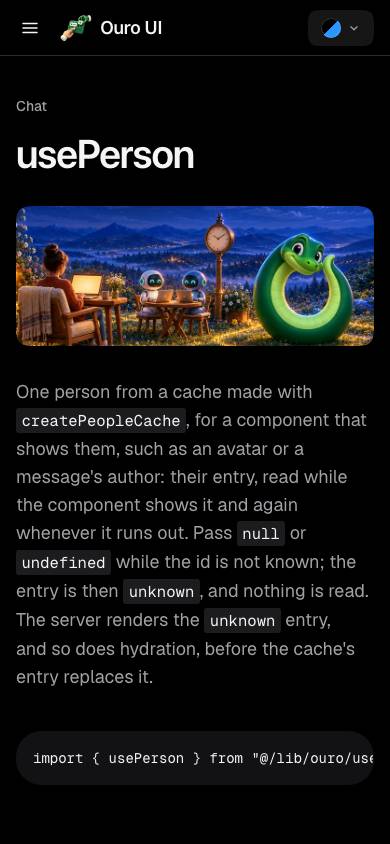 Ouro UI
Chat
usePerson
One person from a cache made with
createPeopleCache, for a component that
shows them, such as an avatar or a
message's author: their entry, read while
the component shows it and again
whenever it runs out. Pass null or
undefined while the id is not known; the
entry is then unknown, and nothing is read.
The server renders the unknown entry,
and so does hydration, before the cache's
entry replaces it.
import { usePerson } from "@/lib/ouro/use